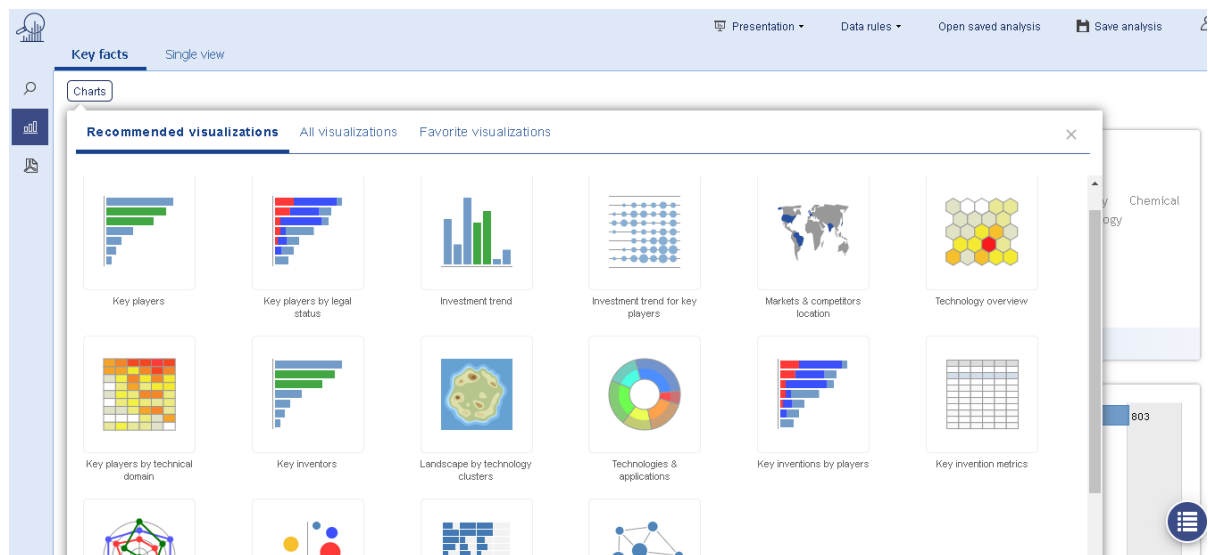 Presentation
Data rules
Open saved analysis
Save analysis
Key facts
Single view
Charts
Recommended visualizations
All visualizations
Favorite visualizations
Chemical
Key players
Key players by legal
status
Investment trend
Investment trend for key
players
Markets & competitors
location
Technology overview
Key players by technical
domain
Key inventors
Landscape by technology
clusters
Technologies &
applications
Key inventions by players
Key invention metrics
803